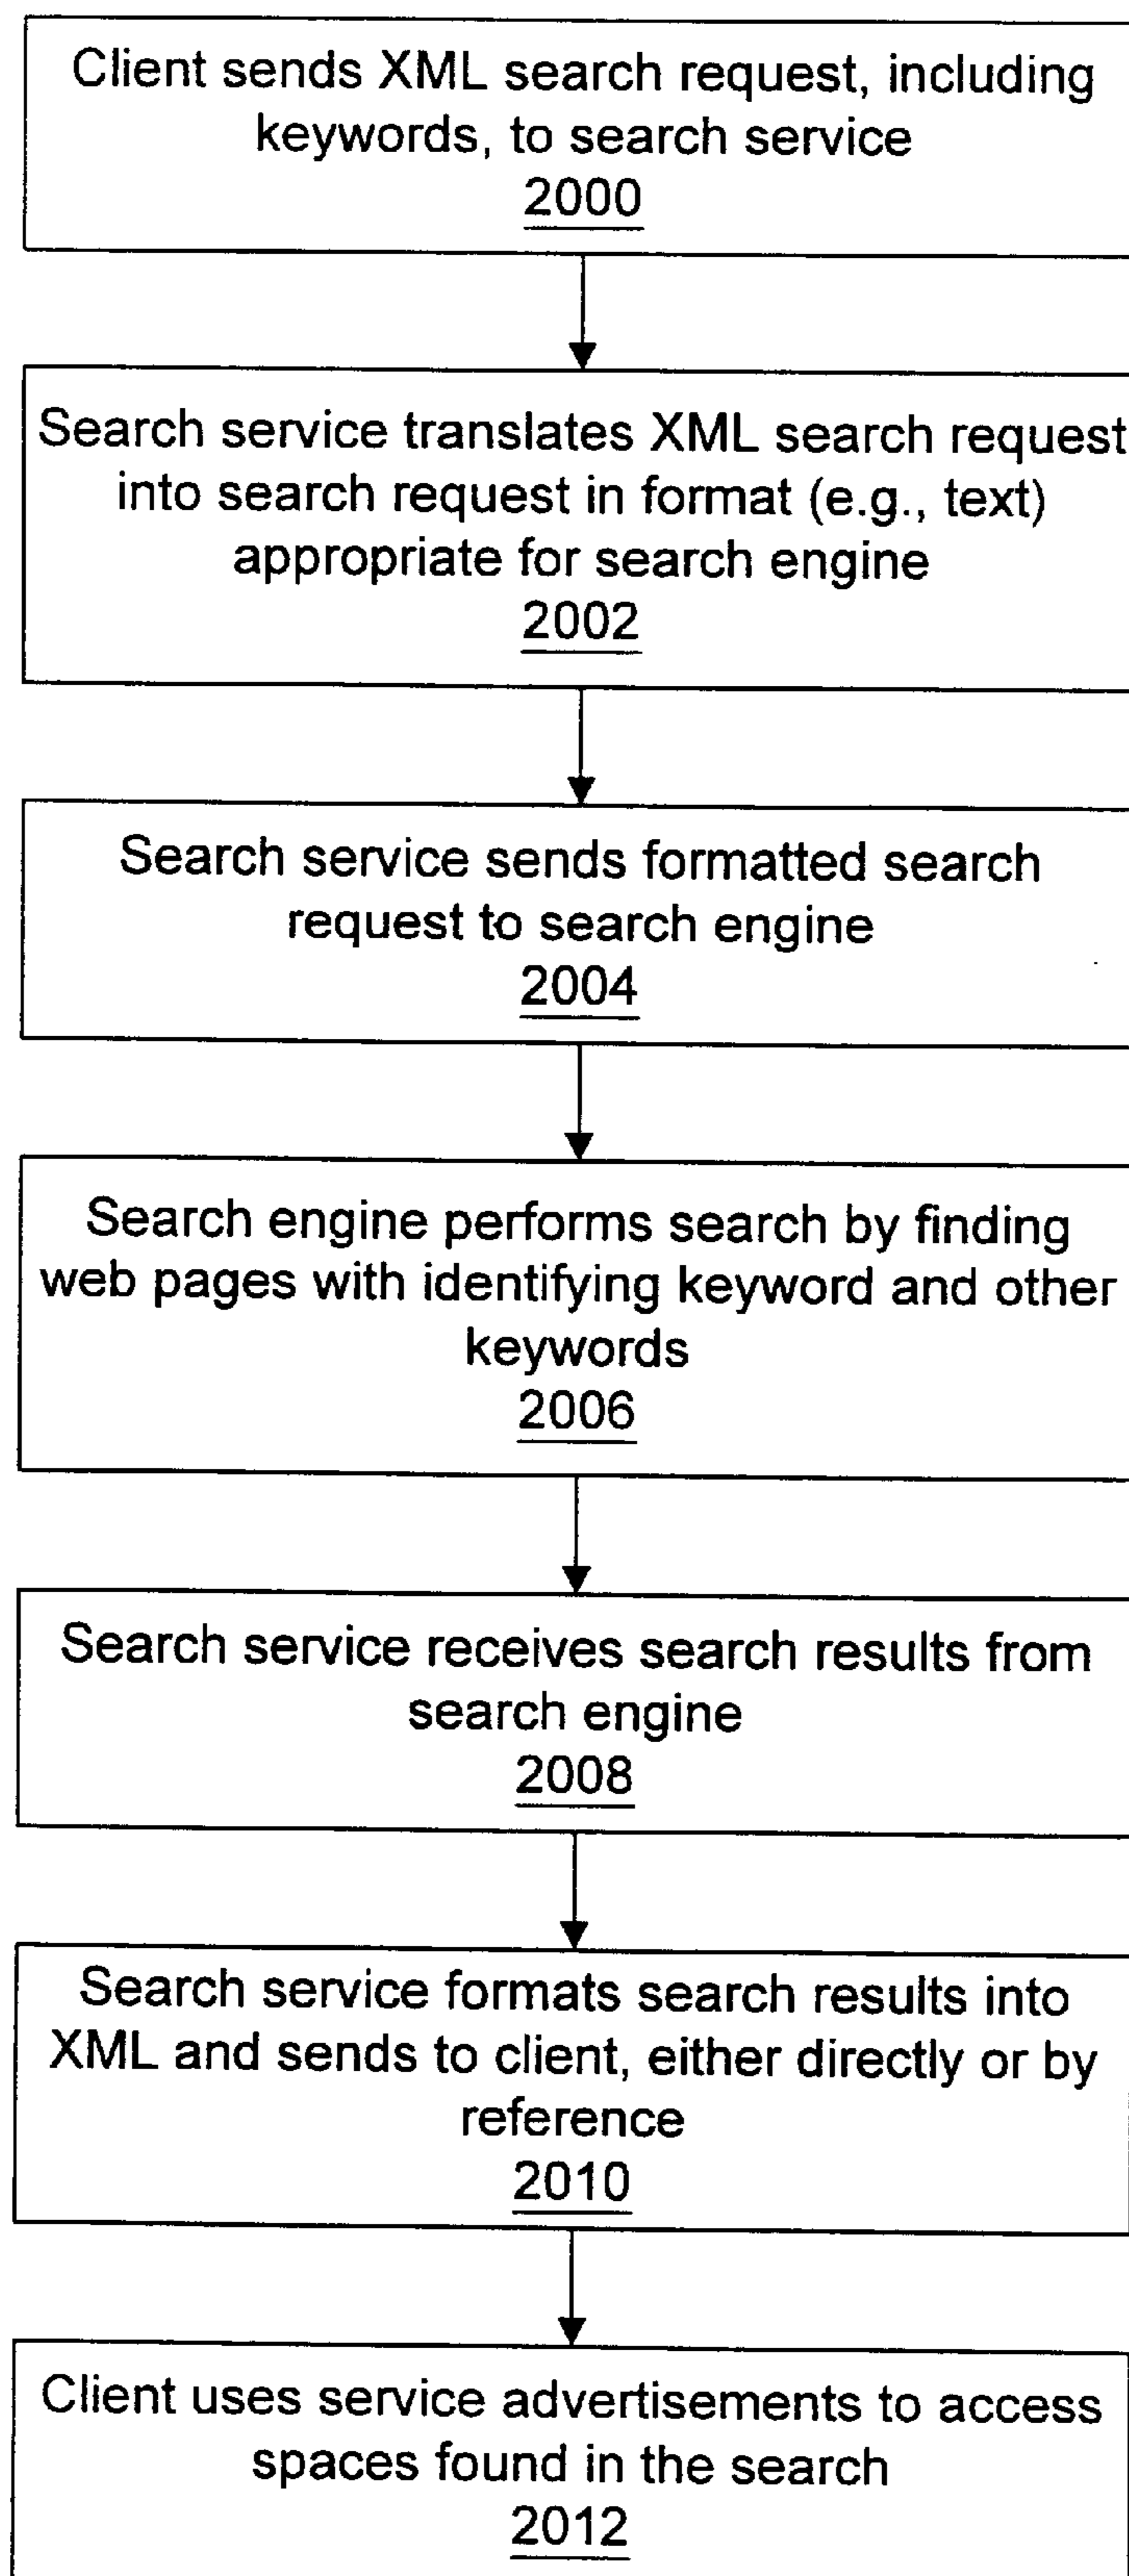 Client sends XML search request, including
keywords, to search service
2000
Search service translates XML search request
into search request in format (e.g., text)
appropriate for search engine
2002
Search service sends formatted search
request to search engine
2004
Search engine performs search by finding
web pages with identifying keyword and other
keywords
2006
Search service receives search results from
search engine
2008
Search service formats search results into
XML and sends to client, either directly or by
reference
2010
Client uses service advertisements to access
spaces found in the search
2012